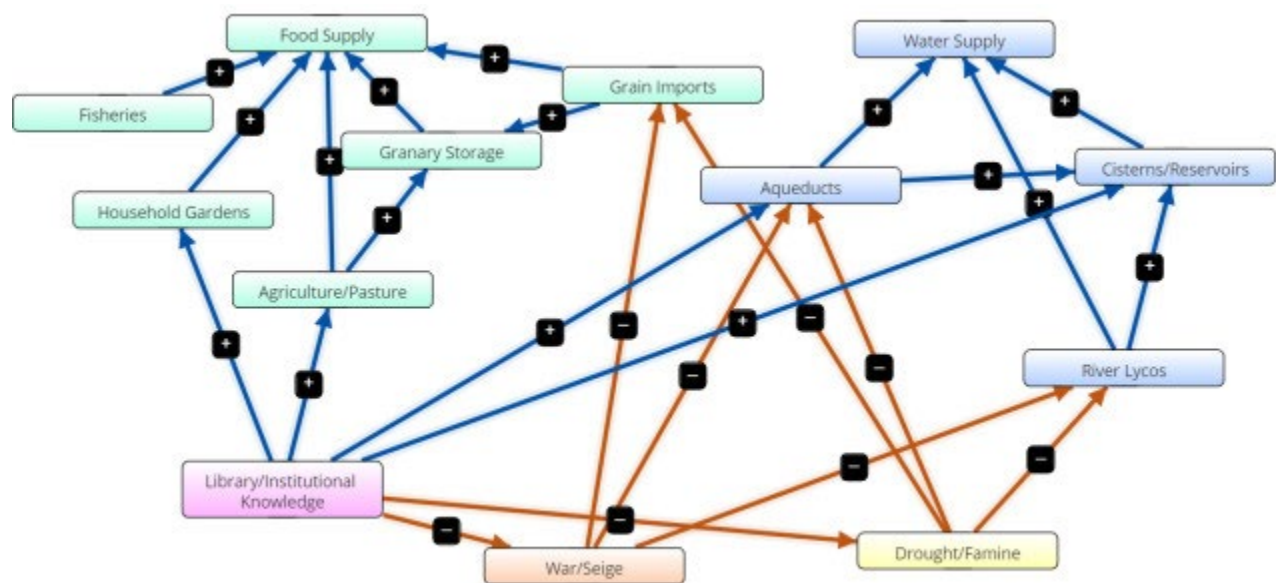 Food Supply
Water Supply
+
Grain Imports
+
Fisheries
+
+
+
+
+
Granary Storage
+
Cisterns/Reservoirs
+
Aqueducts
+
Household Gardens
+
+
Agriculture/Pasture
+
−
+
+
−
+
−
−
River Lycos
+
−
−
Library/Institutional
Knowledge
−
−
War/Seige
Drought/Famine